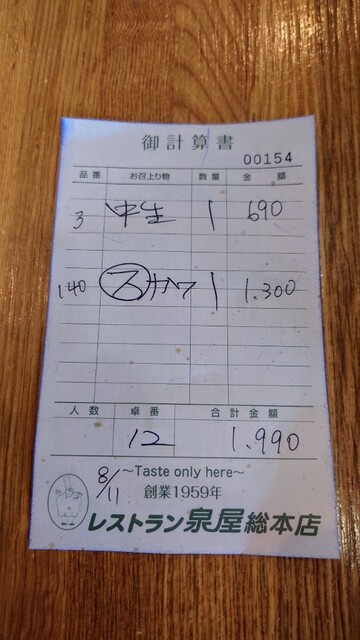 御計算書
00154
品番 お召上り物 数量 金額
3 中生 1 690
140 ス カワ 1 1.300
人数 卓番 合計金額
12 1.990
8/11 ~Taste only here~
創業1959年
レストラン泉屋総本店